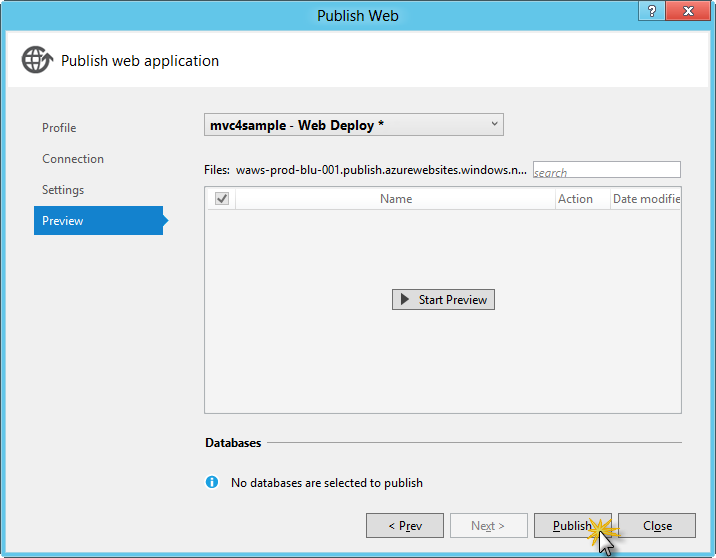 Publish Web
?
Publish web application
Profile
Connection
Settings
Preview
mvc4sample - Web Deploy *
Files: waws-prod-blu-001.publish.azurewebsites.windows.n... search
Name Action Date modifie
Start Preview
Databases
No databases are selected to publish
< Prev Next > Publish Close